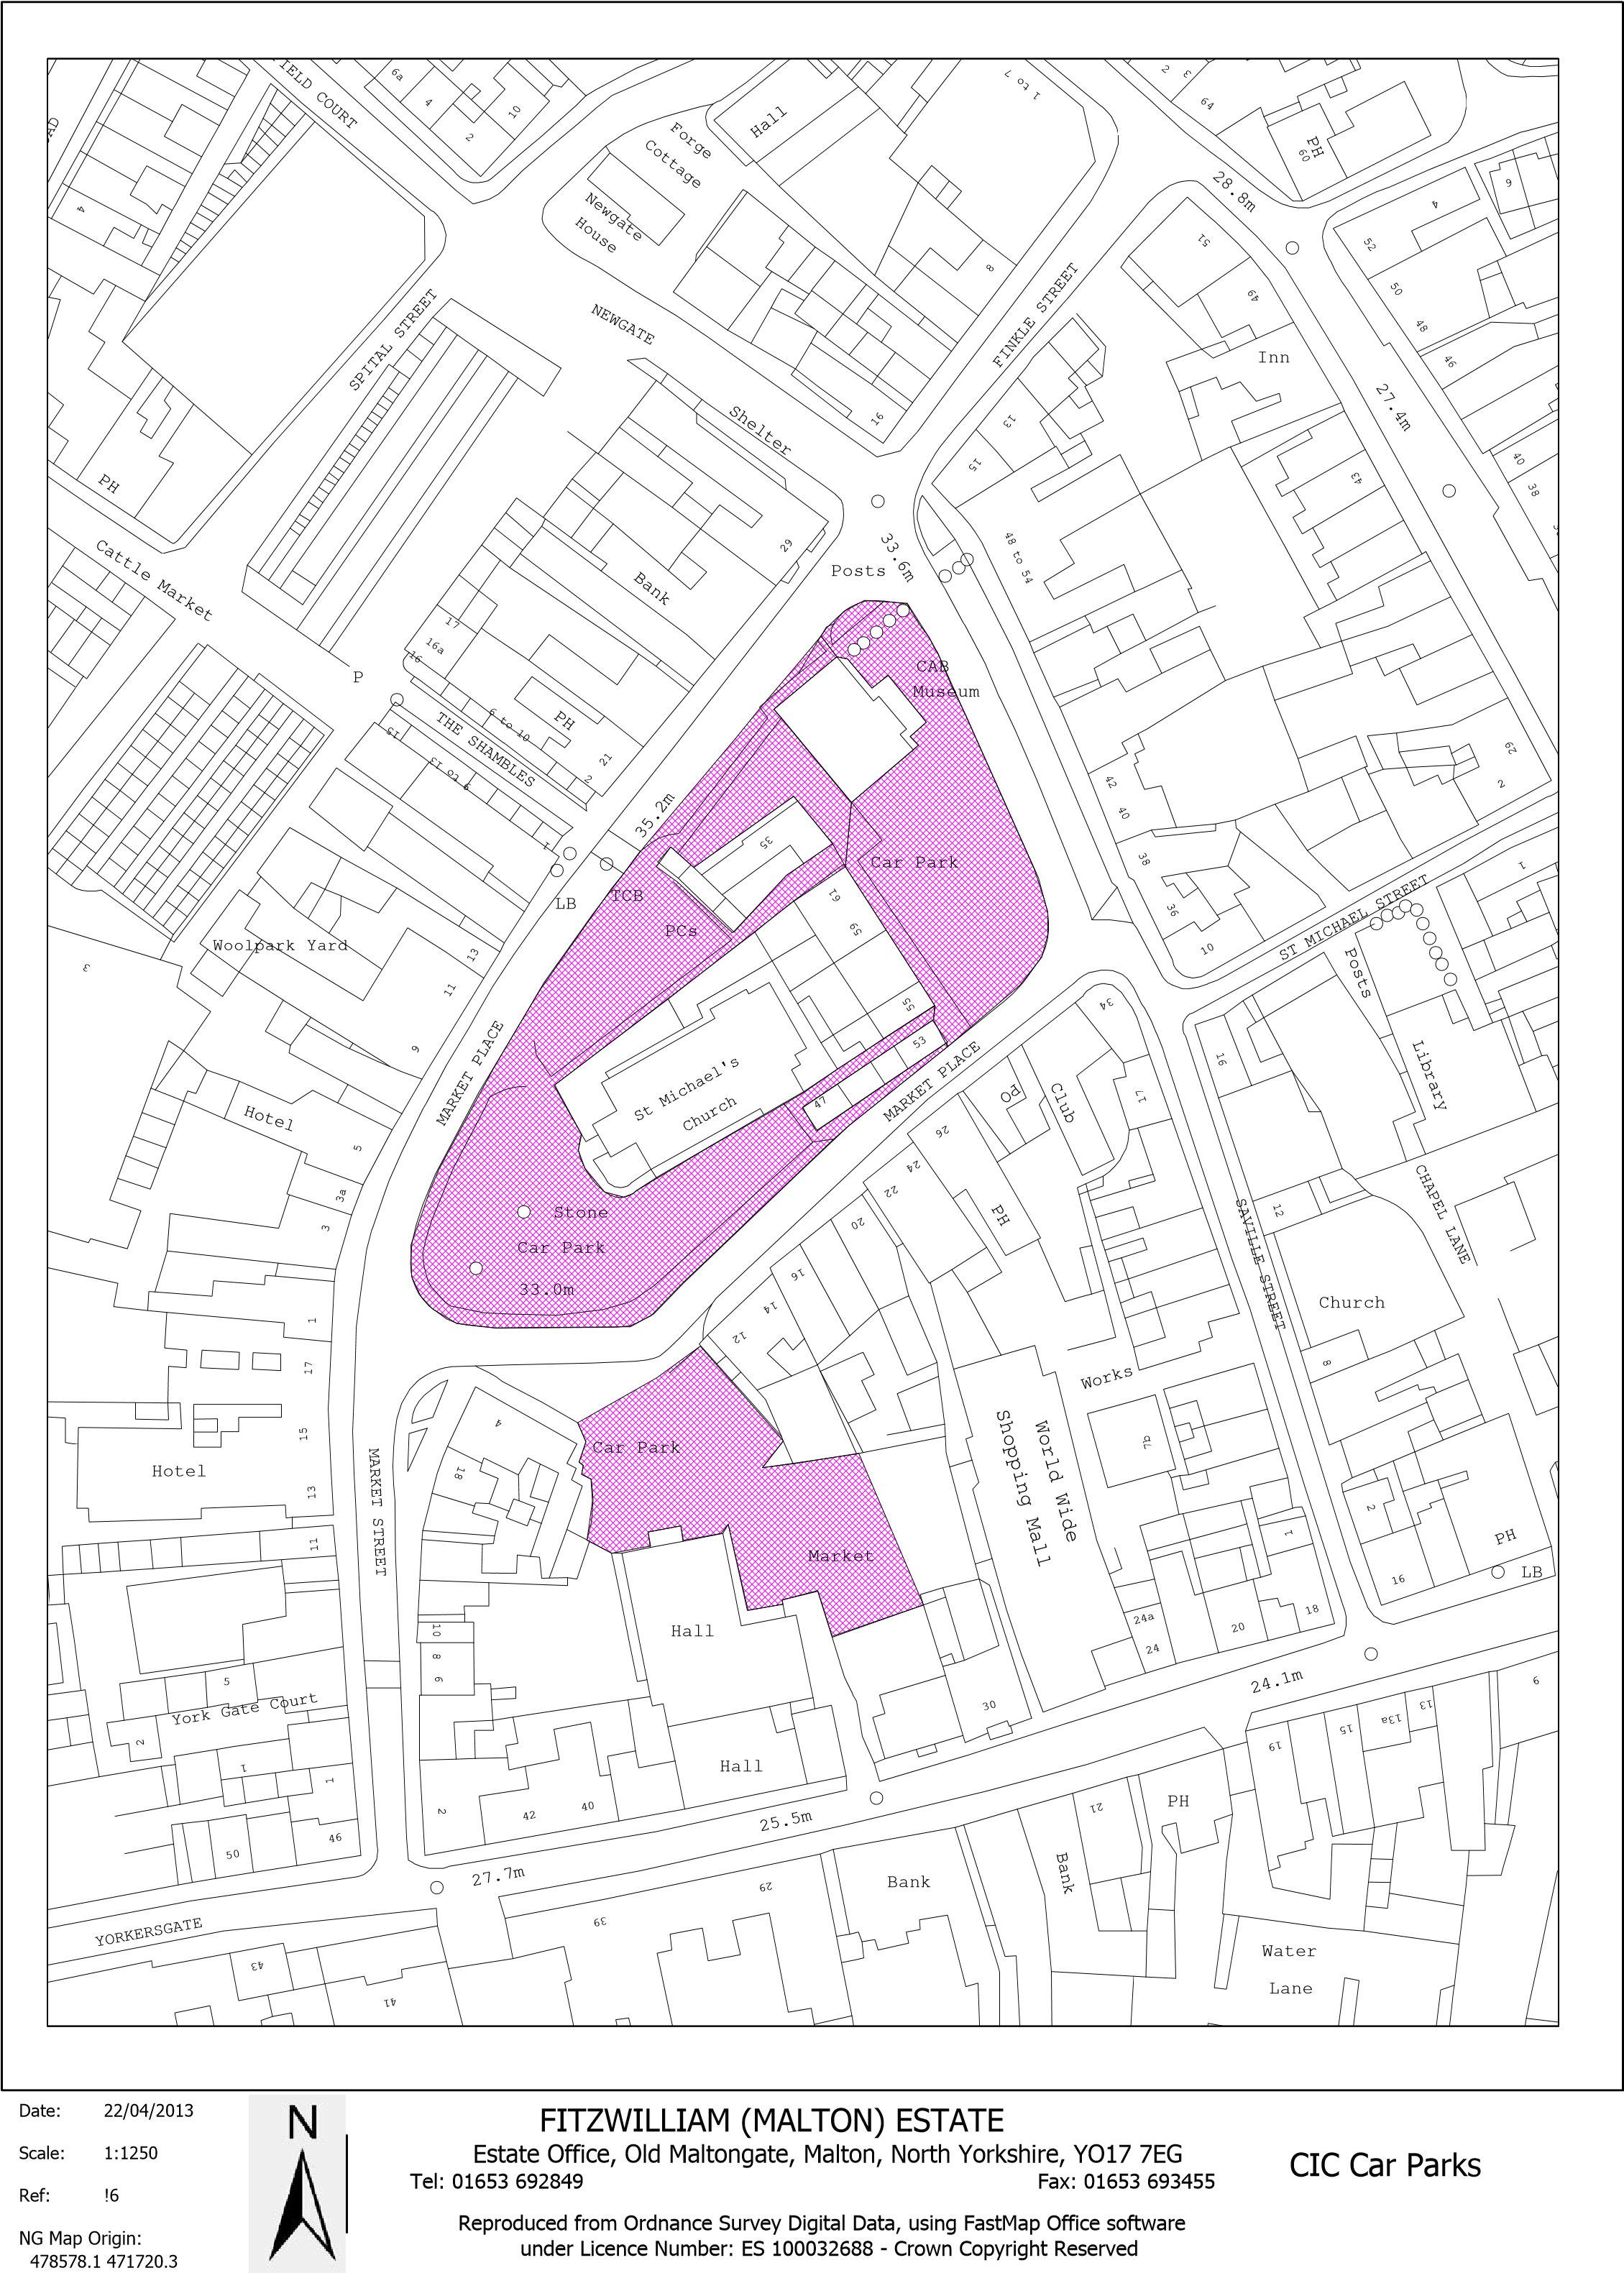 FIELD COURT
6a
4
2
10
Hall
1 to 7
2
3
64
PH
60
Forge
Cottage
Newgate
House
28.8m
4
6
4
51
52
49
50
48
46
8
FINKLE STREET
NEWGATE
SPITAL STREET
Inn
27.4m
16
Shelter
13
15
40
38
43
PH
29
48 to 54
33.6m
Posts
Cattle Market
Bank
17
16a
16
P
CAB
Museum
6 to 10
PH
THE SHAMBLES
21
2
15
9 to 13
1
35.2m
35
42
40
29
2
38
36
10
Car Park
TCB
LB
PCs
61
59
55
53
47
Woolpark Yard
3
13
11
9
ST MICHAEL STREET
Posts
1
Library
34
16
MARKET PLACE
St Michael's
Church
MARKET PLACE
PO
Club
17
26
24
22
20
PH
Hotel
5
3a
3
1
Stone
Car Park
33.0m
16
14
12
SAVILLE STREET
12
CHAPEL LANE
Church
8
Works
World Wide
Shopping Mall
7b
17
15
13
11
Hotel
4
18
Car Park
Market
MARKET STREET
2
PH
16
LB
1
18
20
24a
24
Hall
10
8
6
5
York Gate Court
2
1
1
46
50
30
24.1m
Hall
2
42
40
25.5m
27.7m
YORKERSGATE
43
41
39
29
Bank
Bank
21
PH
19
15
13a
13
9
Water
Lane
Date: 22/04/2013
Scale: 1:1250
Ref: !6
NG Map Origin:
478578.1 471720.3
N
FITZWILLIAM (MALTON) ESTATE
Estate Office, Old Maltongate, Malton, North Yorkshire, YO17 7EG
Tel: 01653 692849 Fax: 01653 693455
Reproduced from Ordnance Survey Digital Data, using FastMap Office software
under Licence Number: ES 100032688 - Crown Copyright Reserved
CIC Car Parks